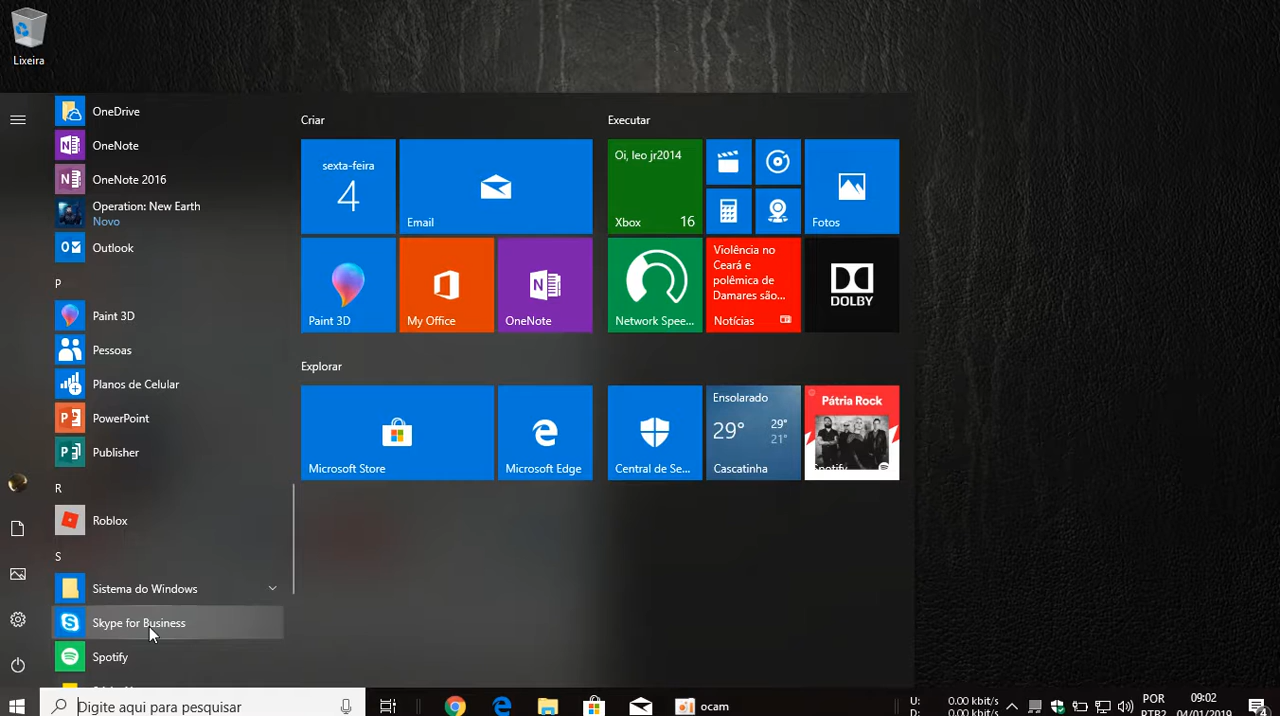 Lixeira
OneDrive
OneNote
OneNote 2016
Operation: New Earth
Novo
Outlook
P
Paint 3D
Pessoas
Planos de Celular
PowerPoint
Publisher
R
Roblox
S
Sistema do Windows
Skype for Business
Spotify
Criar
sexta-feira
4
Email
Paint 3D
My Office
OneNote
Explorar
Microsoft Store
Microsoft Edge
Executar
Oi, leo jr2014
Xbox 16
Fotos
Network Spee...
Violência no
Ceará e
polêmica de
Damares são...
Notícias
DOLBY
Central de Se...
Ensolarado
29° 29°
21°
Cascatinha
Pátria Rock
Spotify
Digite aqui para pesquisar
ocam
U: 0.00 kbit/s
D: 0.00 kbit/s
POR
PTB2
09:02
04/01/2019
4